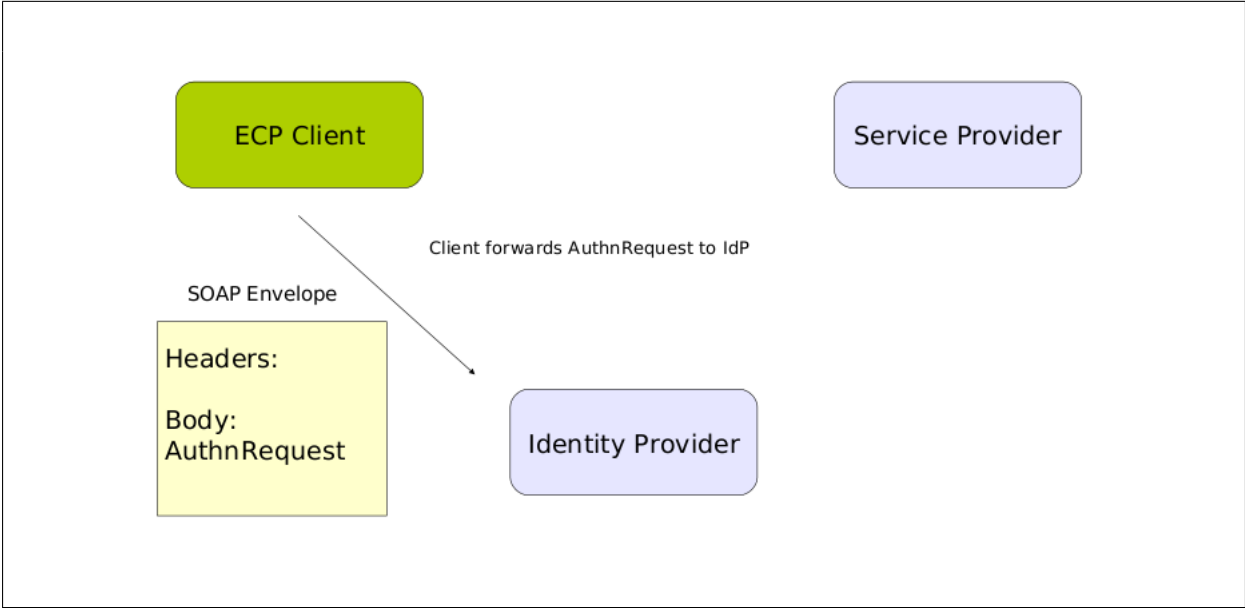 ECP Client
Service Provider
Client forwards AuthnRequest to IdP
SOAP Envelope
Headers:
Body:
AuthnRequest
Identity Provider